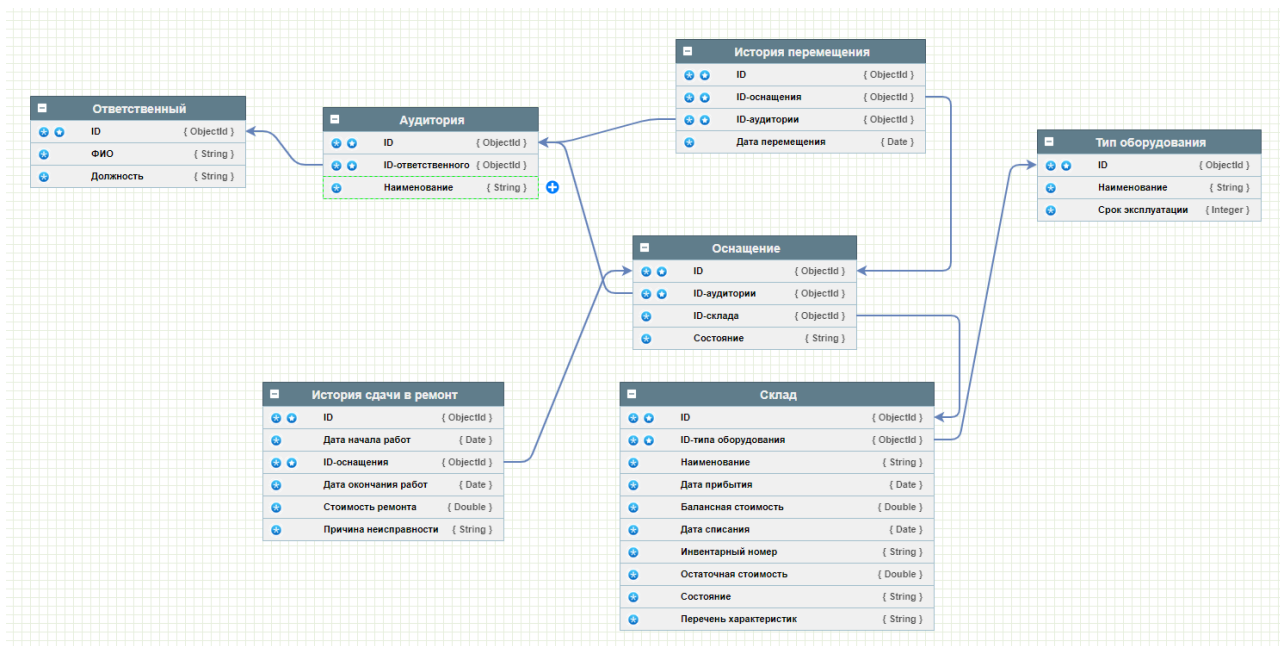 Ответственный
ID { ObjectId }
ФИО { String }
Должность { String }
Аудитория
ID { ObjectId }
ID-ответственного { ObjectId }
Наименование { String }
История перемещения
ID { ObjectId }
ID-оснащения { ObjectId }
ID-аудитории { ObjectId }
Дата перемещения { Date }
Тип оборудования
ID { ObjectId }
Наименование { String }
Срок эксплуатации { Integer }
Оснащение
ID { ObjectId }
ID-аудитории { ObjectId }
ID-склада { ObjectId }
Состояние { String }
История сдачи в ремонт
ID { ObjectId }
Дата начала работ { Date }
ID-оснащения { ObjectId }
Дата окончания работ { Date }
Стоимость ремонта { Double }
Причина неисправности { String }
Склад
ID { ObjectId }
ID-типа оборудования { ObjectId }
Наименование { String }
Дата прибытия { Date }
Балансная стоимость { Double }
Дата списания { Date }
Инвентарный номер { String }
Остаточная стоимость { Double }
Состояние { String }
Перечень характеристик { String }